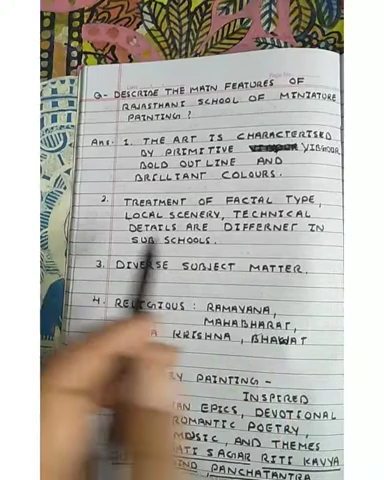 Q- DESCRIBE THE MAIN FEATURES OF
RAJASTHANI SCHOOL OF MINIATURE
PAINTING?
Ans. 1. THE ART IS CHARACTERISED
BY PRIMITIVE VIGOUR
BOLD OUT LINE AND
BRILLIANT COLOURS.
2. TREATMENT OF FACIAL TYPE,
LOCAL SCENERY, TECHNICAL
DETAILS ARE DIFFERNET IN
SUB SCHOOLS.
3. DIVERSE SUBJECT MATTER.
4. RELIGIOUS: RAMAYANA,
MAHABHARAT,
KRISHNA, BHAWAT
RY PAINTING -
INSPIRED
EPICS, DEVOTIONAL
ROMANTIC POETRY,
MUSIC, AND THEMES
SAGAR RITI KAVYA
PANCHATANTRA